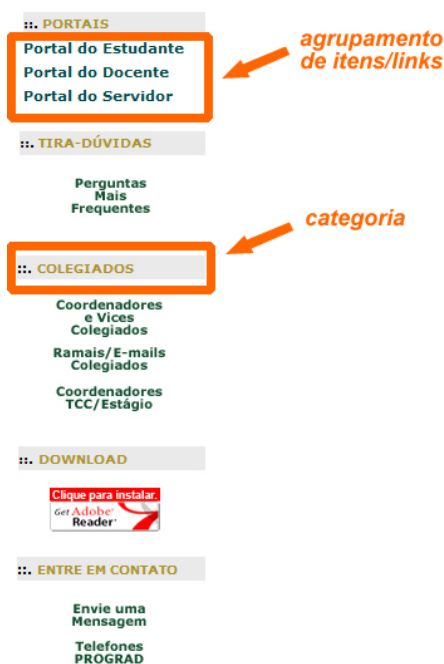 ::. PORTAIS
Portal do Estudante
Portal do Docente
Portal do Servidor
agrupamento
de itens/links
::. TIRA-DÚVIDAS
Perguntas
Mais
Frequentes
categoria
::. COLEGIADOS
Coordenadores
e Vices
Colegiados
Ramais/E-mails
Colegiados
Coordenadores
TCC/Estágio
::. DOWNLOAD
Clique para instalar.
Get Adobe®
Reader®
::. ENTRE EM CONTATO
Envie uma
Mensagem
Telefones
PROGRAD